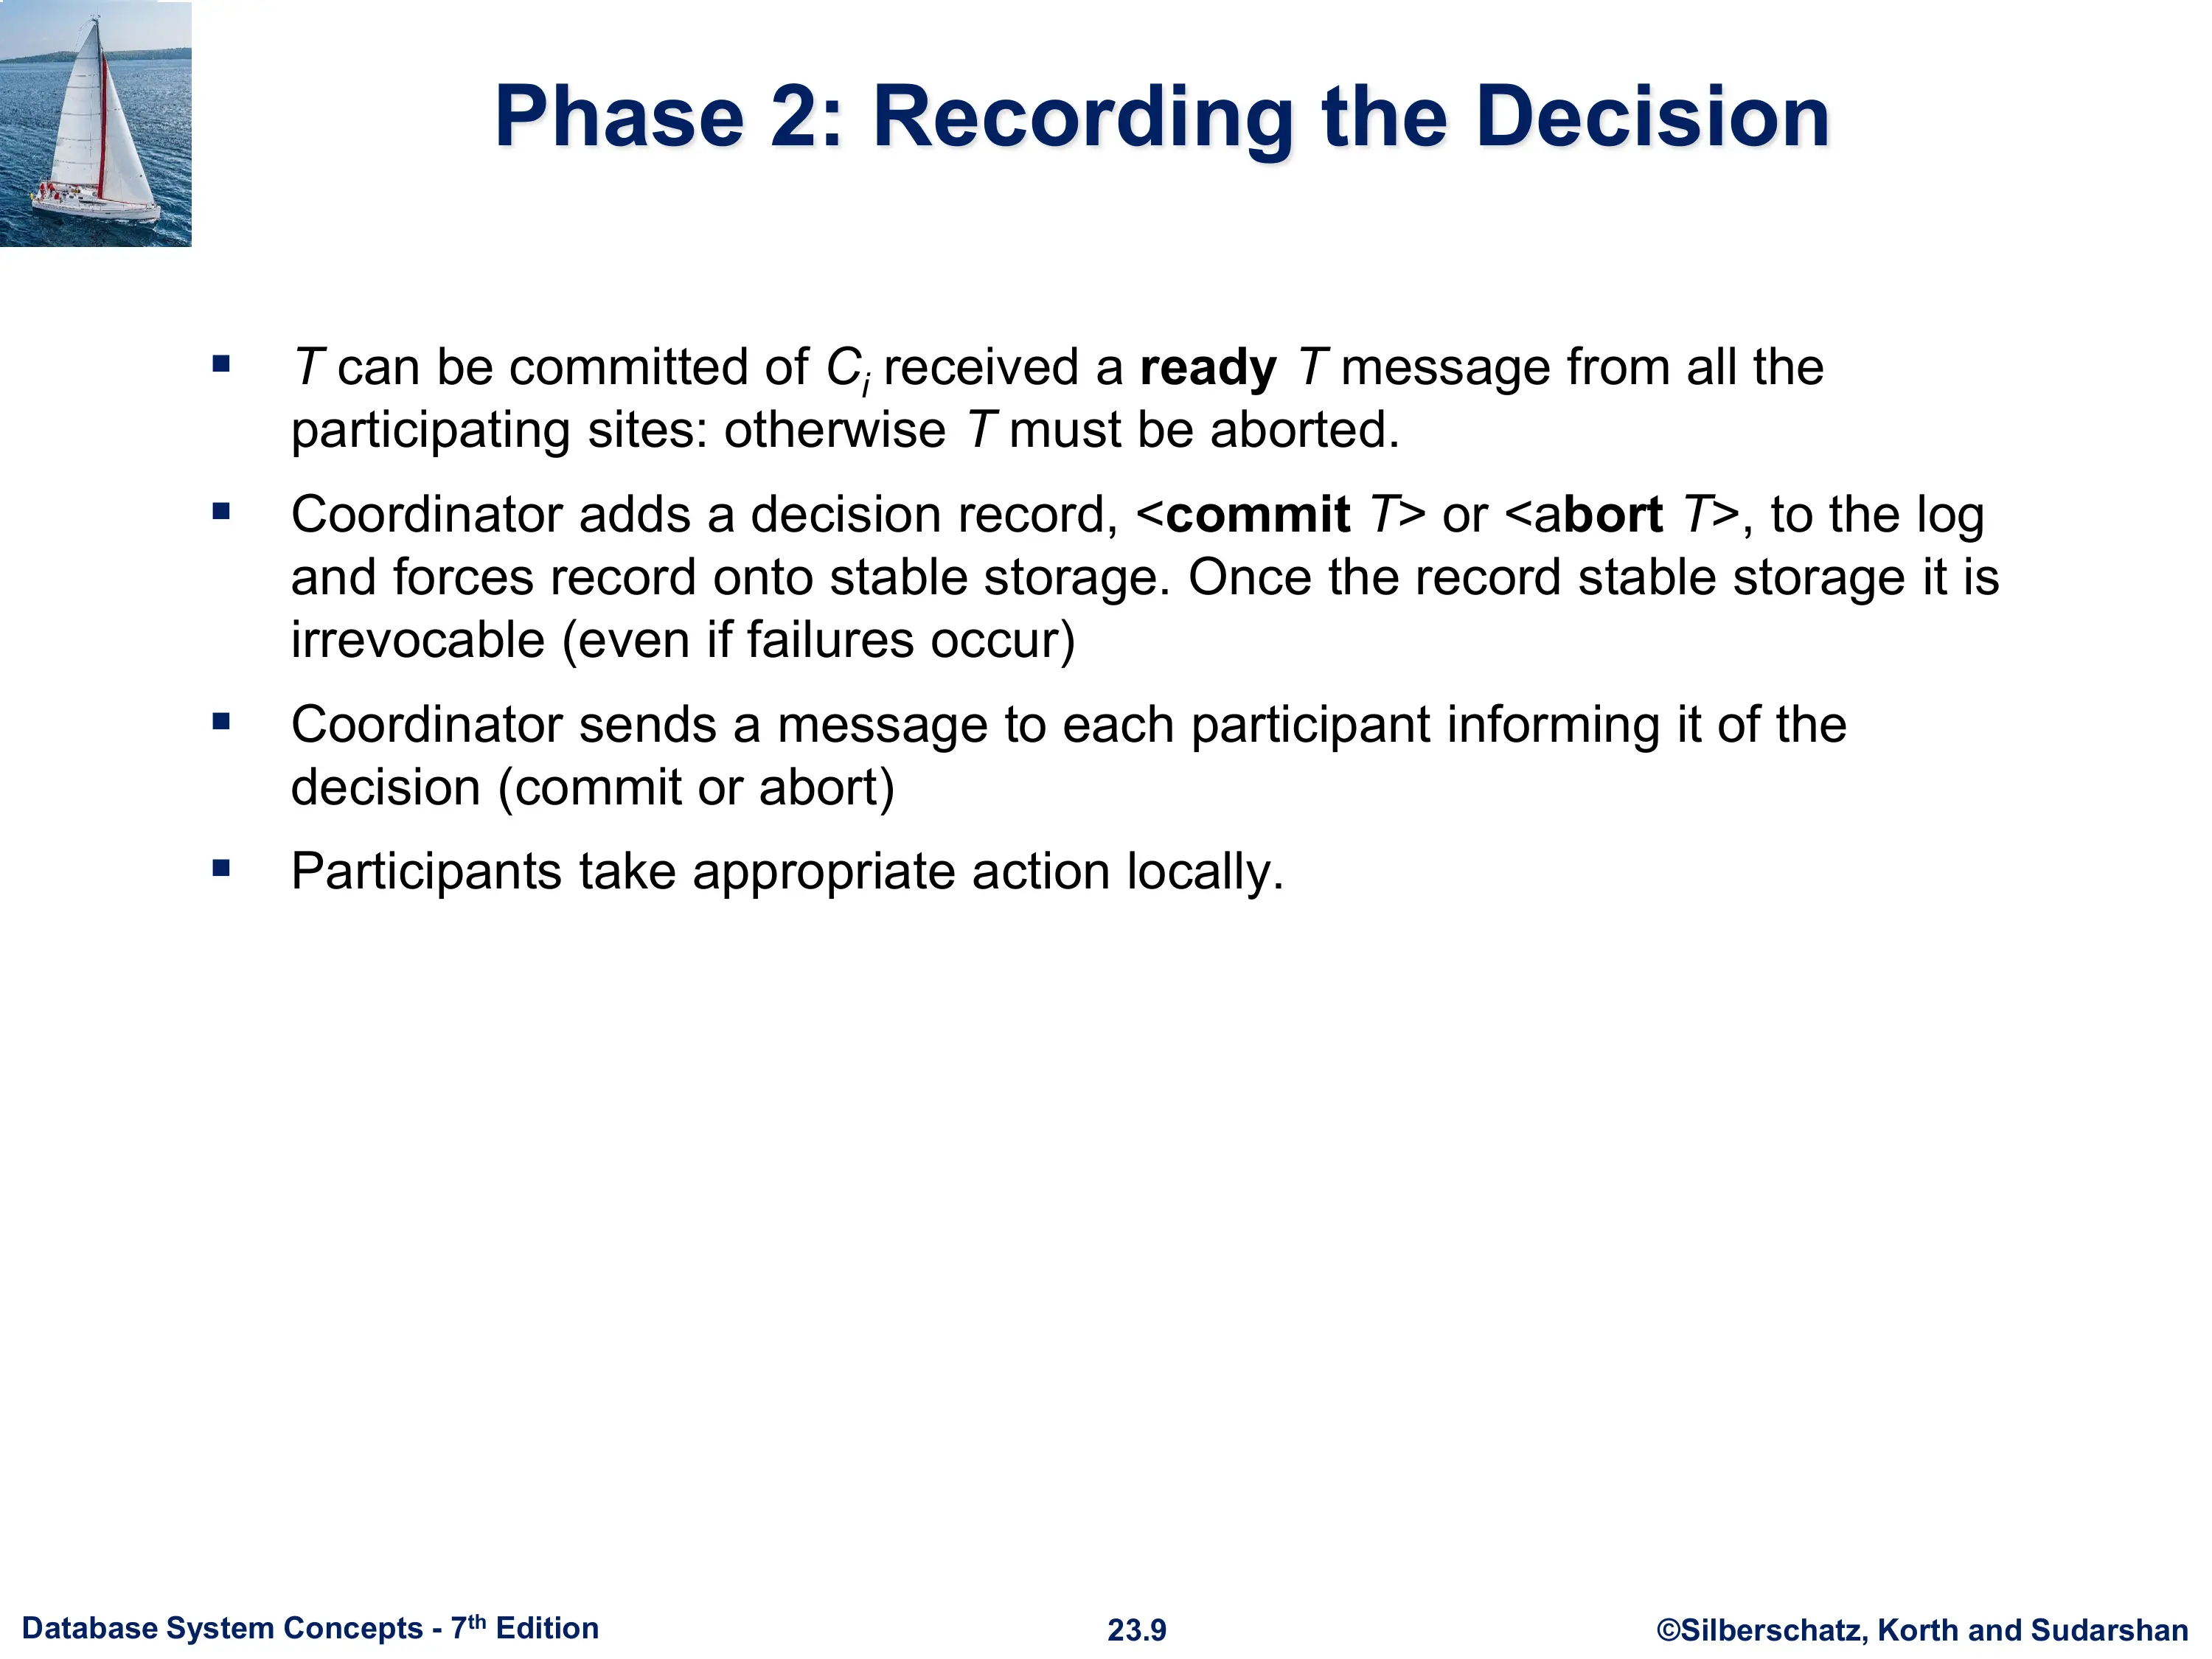 Phase 2: Recording the Decision
▪ T can be committed of Ci received a ready T message from all the
participating sites: otherwise T must be aborted.
▪ Coordinator adds a decision record, <commit T> or <abort T>, to the log
and forces record onto stable storage. Once the record stable storage it is
irrevocable (even if failures occur)
▪ Coordinator sends a message to each participant informing it of the
decision (commit or abort)
▪ Participants take appropriate action locally.
Database System Concepts - 7th Edition
23.9
©Silberschatz, Korth and Sudarshan